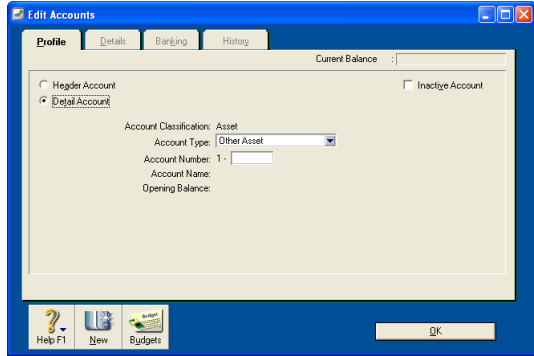 Edit Accounts
Profile Details Banking History
Current Balance :
Header Account Inactive Account
Detail Account
Account Classification: Asset
Account Type: Other Asset
Account Number: 1 -
Account Name:
Opening Balance:
Budget
Help F1 New Budgets OK